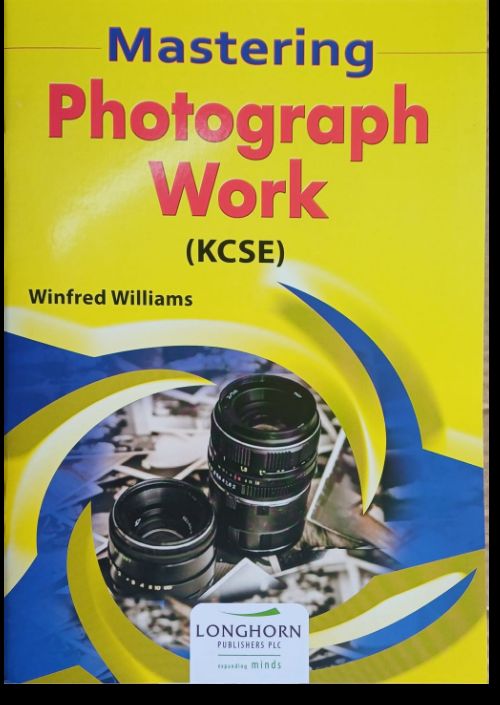 Mastering
Photograph
Work
(KCSE)
Winfred Williams
LONGHORN
PUBLISHERS PLC
expanding minds